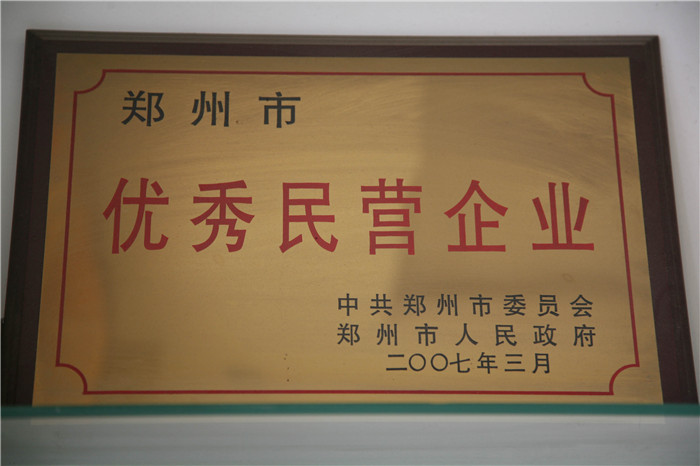 郑州市
优秀民营企业
中共郑州市委员会
郑州市人民政府
二〇〇七年三月